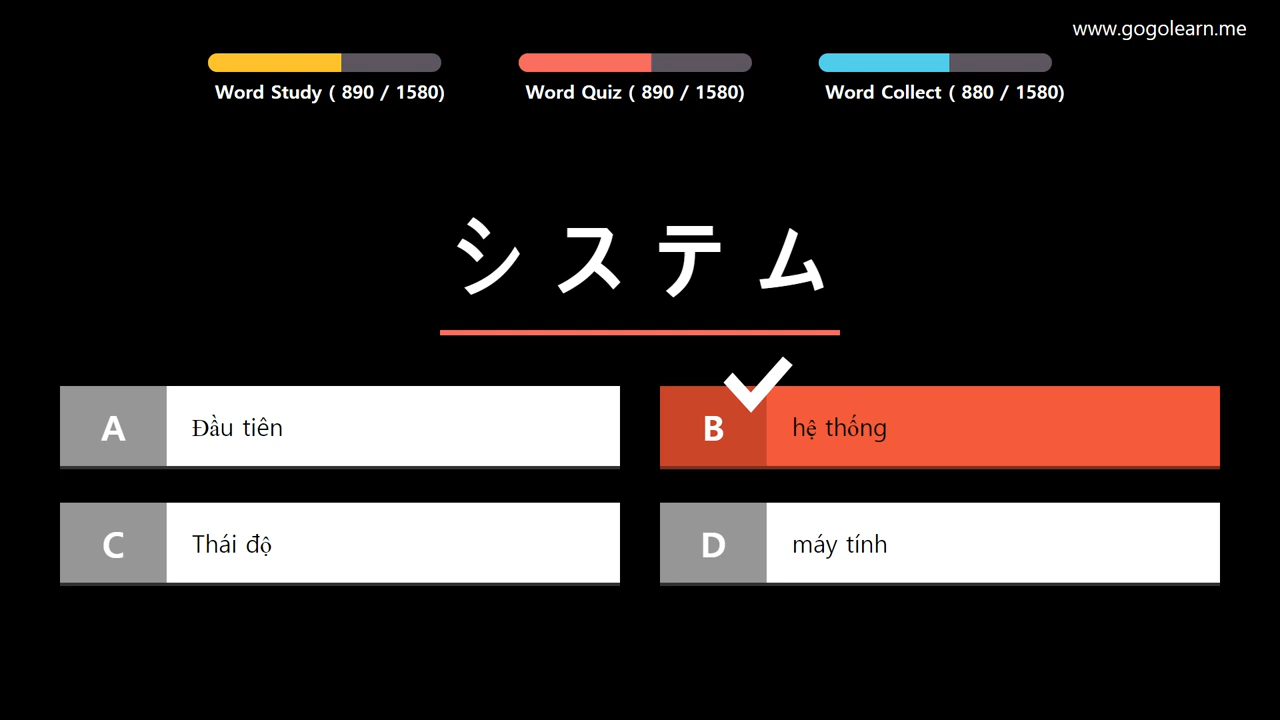 www.gogolearn.me
Word Study ( 890 / 1580)
Word Quiz ( 890 / 1580)
Word Collect ( 880 / 1580)
システム
A Đầu tiên
B hệ thống
C Thái độ
D máy tính